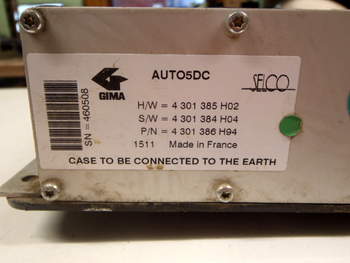 AUTO5DC
GIMA
SELCO
H/W = 4 301 385 H02
S/W = 4 301 384 H04
P/N = 4 301 386 H94
1511 Made in France
SN = 460508
CASE TO BE CONNECTED TO THE EARTH